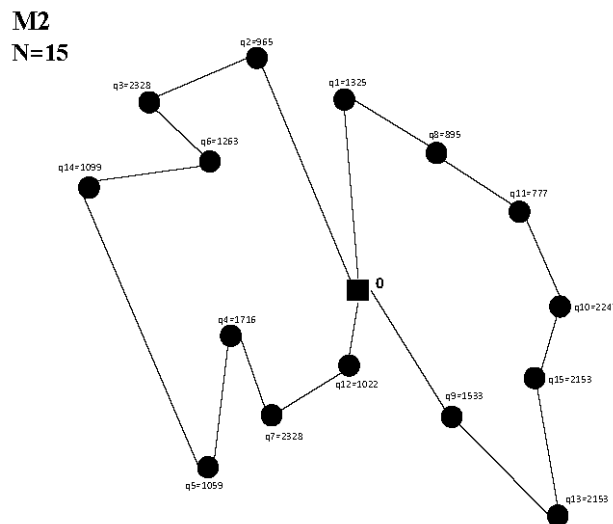 M2
N=15
q2=965
q3=2328
q1=1325
q6=1263
q8=895
q14=1099
q11=777
0
q10=224
q4=1716
q15=2153
q12=1022
q9=1533
q7=2328
q5=1059
q13=2153